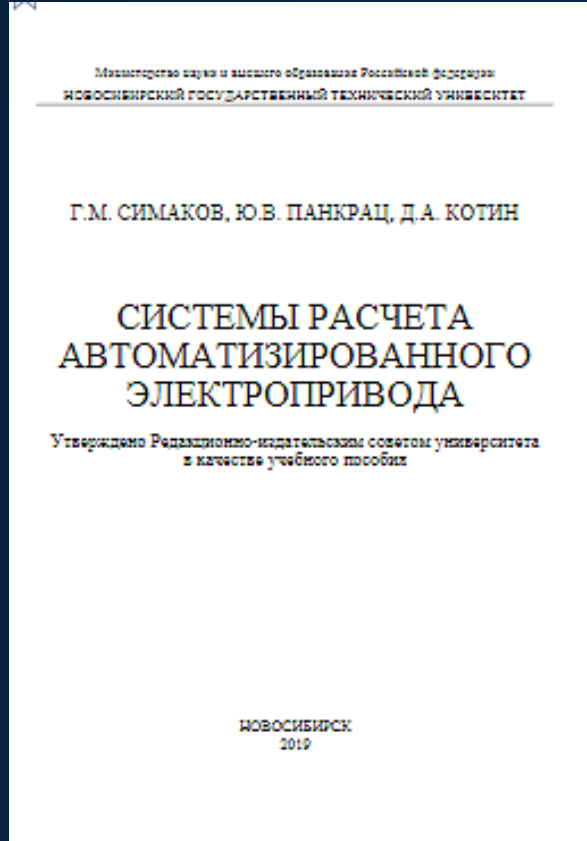 Министерство науки и высшего образования Российской федерации
НОВОСИБИРСКИЙ ГОСУДАРСТВЕННЫЙ ТЕХНИЧЕСКИЙ УНИВЕСИТЕТ
Г.М. СИМАКОВ, Ю.В. ПАНКРАЦ, Д.А. КОТИН
СИСТЕМЫ РАСЧЕТА
АВТОМАТИЗИРОВАННОГО
ЭЛЕКТРОПРИВОДА
Утверждено Редакционно-издательским советом университета
в качестве учебного пособия
НОВОСИБИРСК
2019